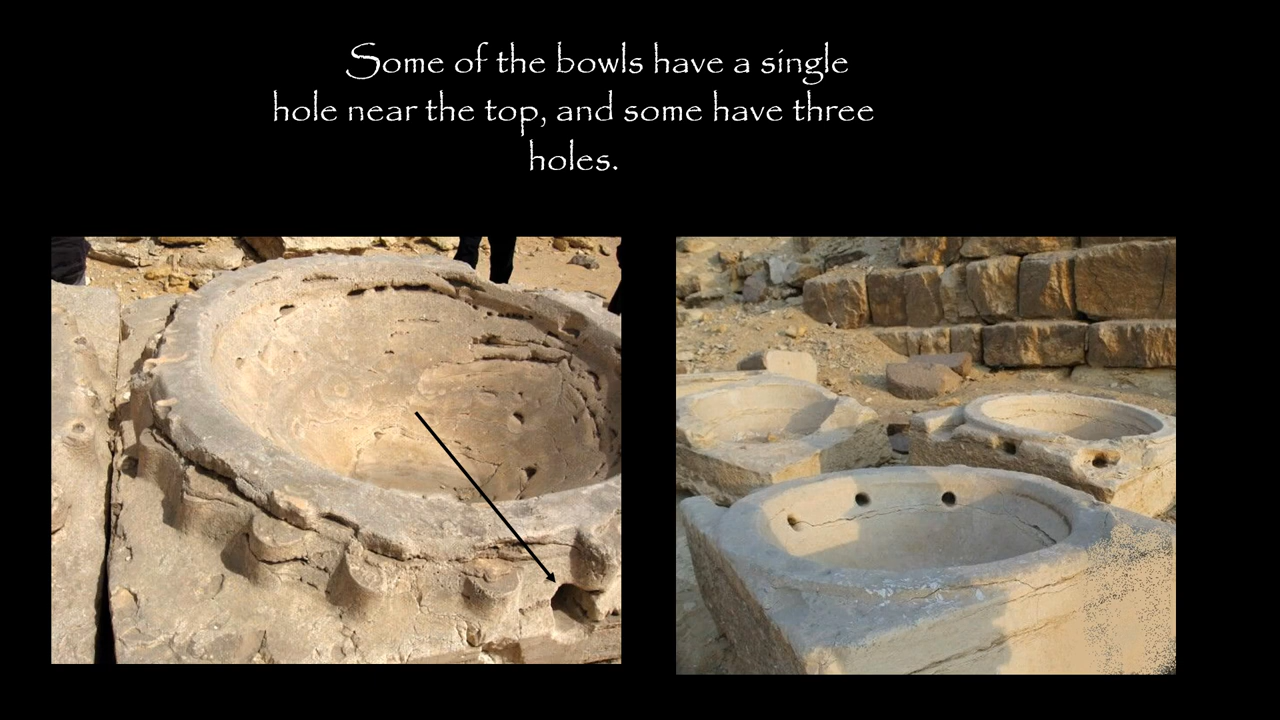 Some of the bowls have a single
hole near the top, and some have three
holes.